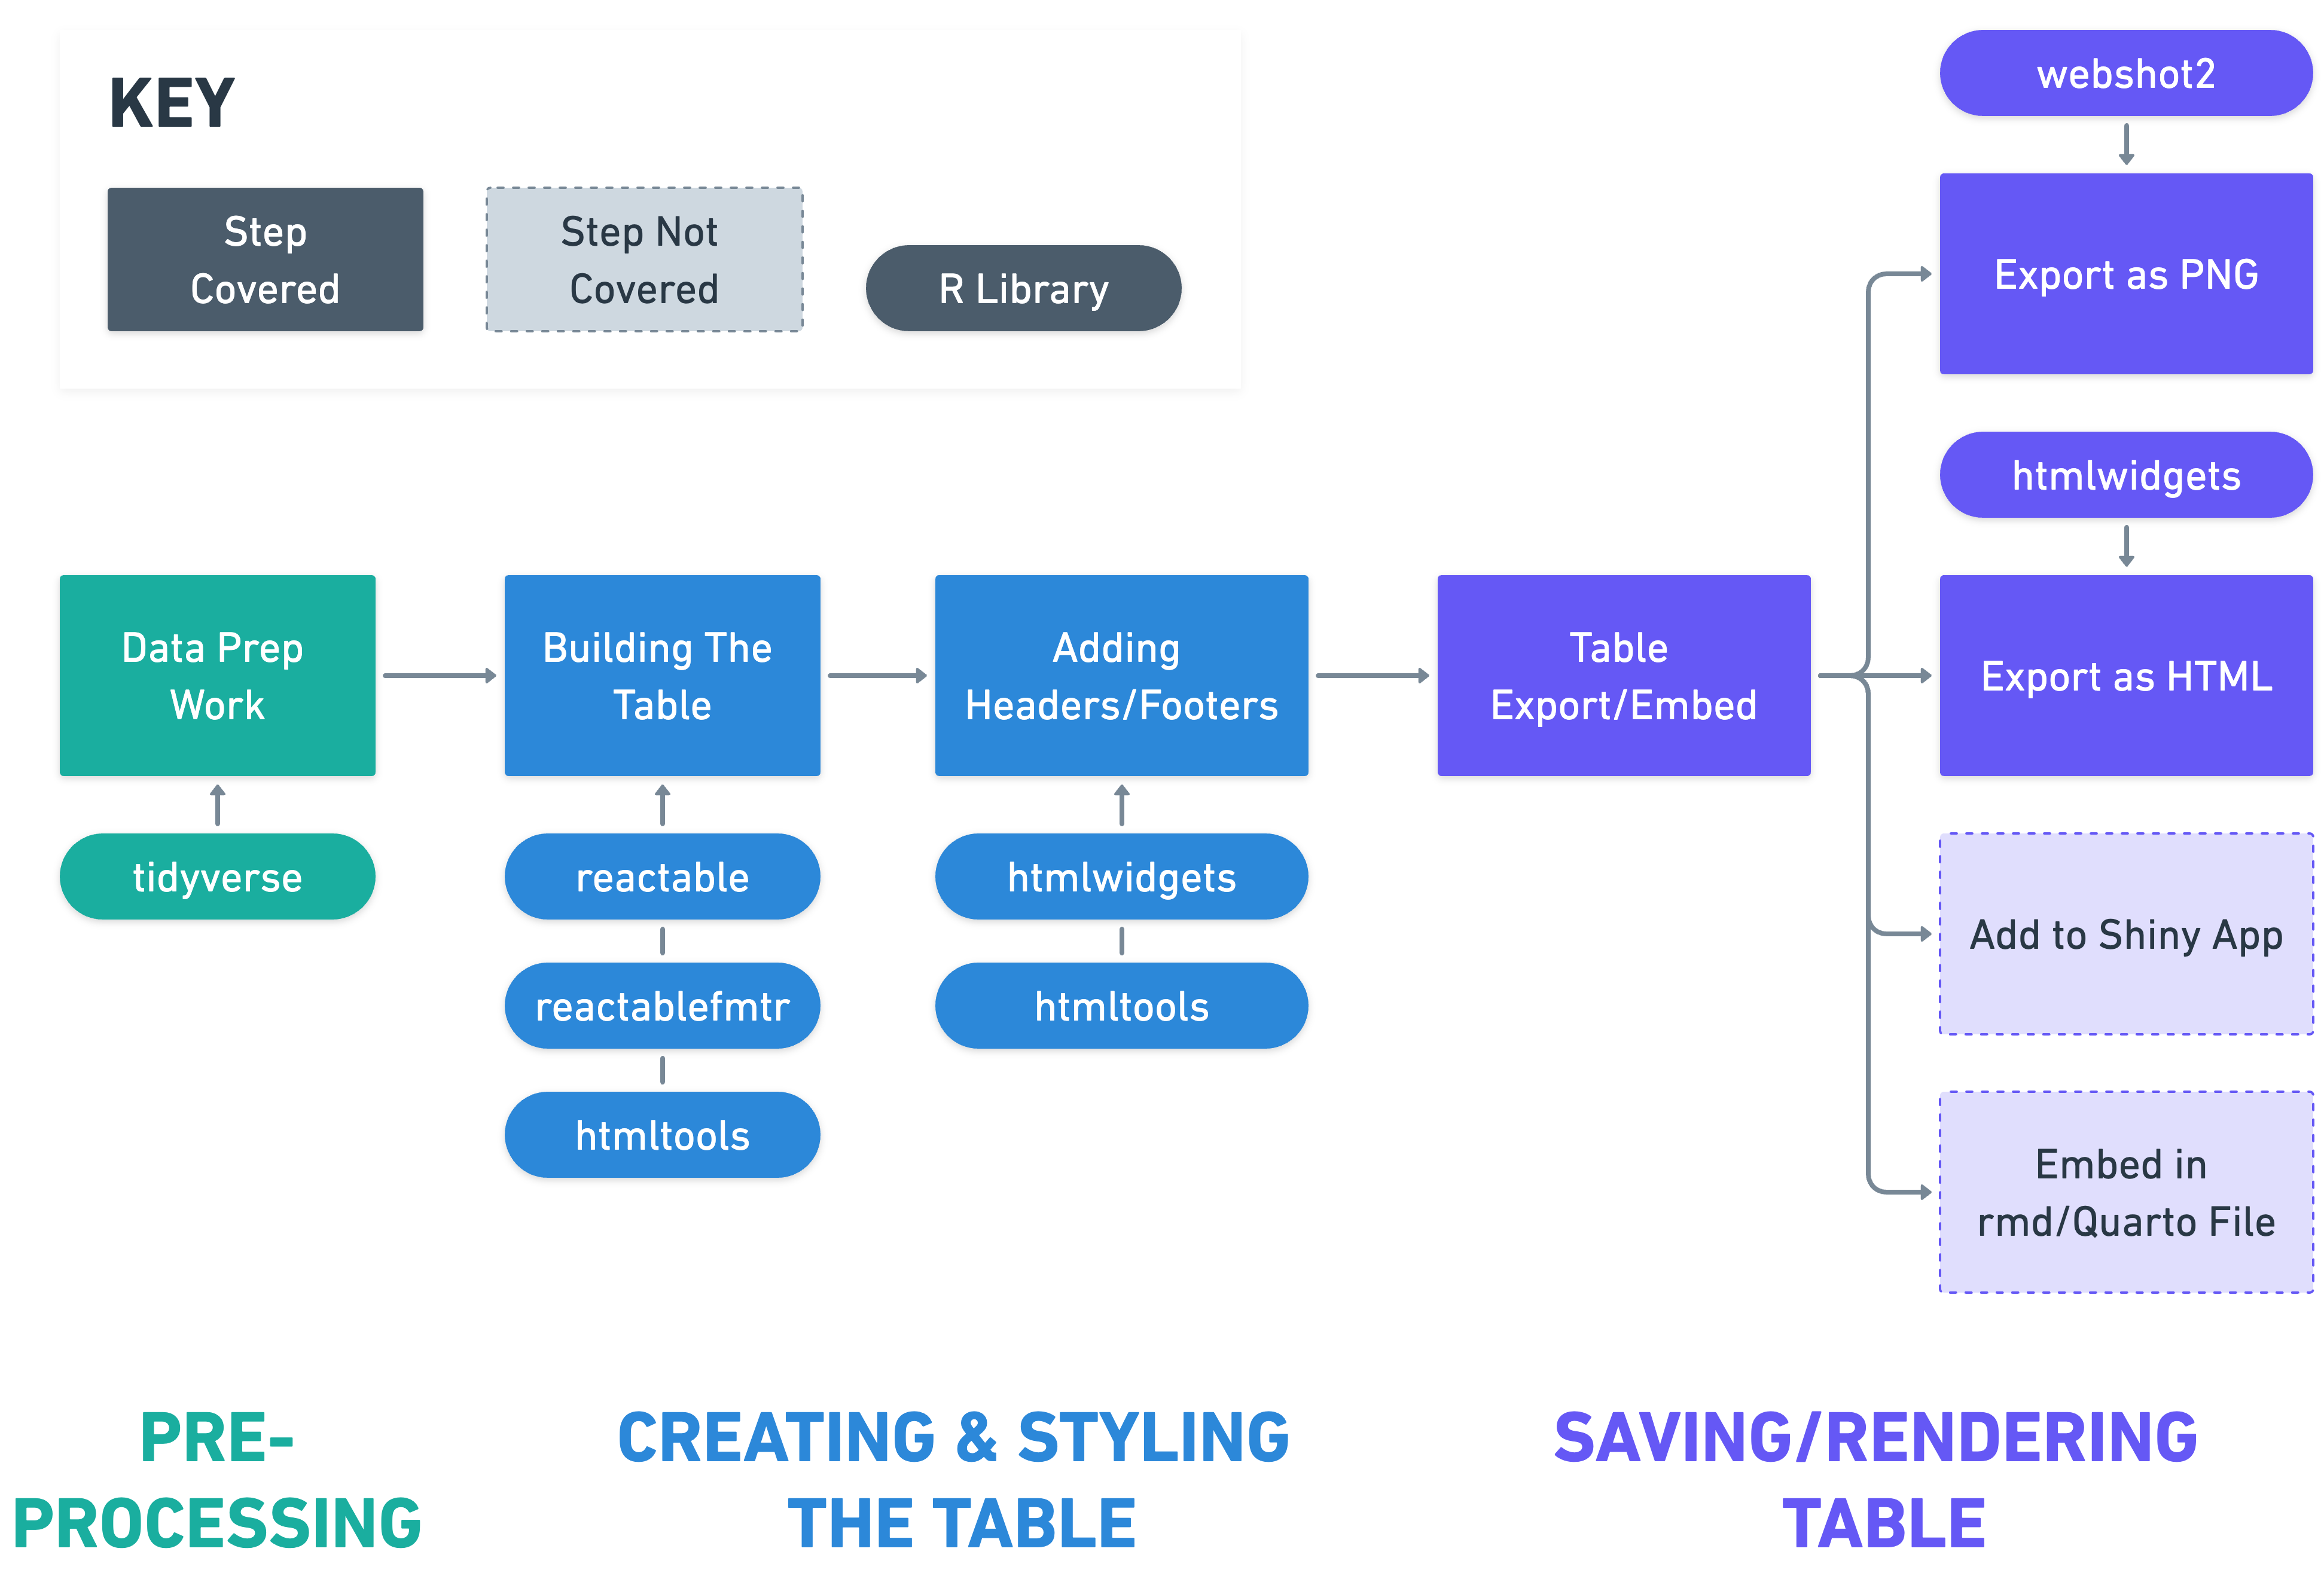 KEY
Step
Covered
Step Not
Covered
R Library
webshot2
Export as PNG
htmlwidgets
Export as HTML
Data Prep
Work
Building The
Table
Adding
Headers/Footers
Table
Export/Embed
tidyverse
reactable
reactablefmtr
htmltools
htmlwidgets
htmltools
Add to Shiny App
Embed in
rmd/Quarto File
PRE-
PROCESSING
CREATING & STYLING
THE TABLE
SAVING/RENDERING
TABLE